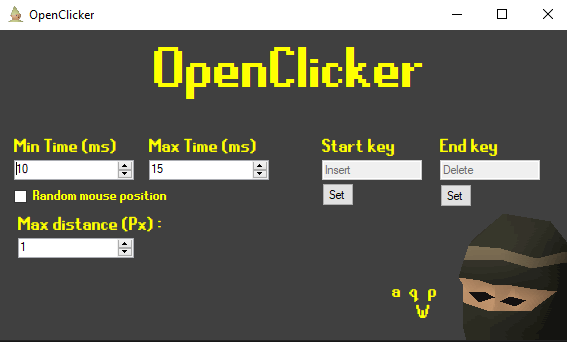 OpenClicker
OpenClicker
Min Time (ms) Max Time (ms) Start key End key
10 15 Insert Delete
Random mouse position Set Set
Max distance (Px) :
1
a q p
w